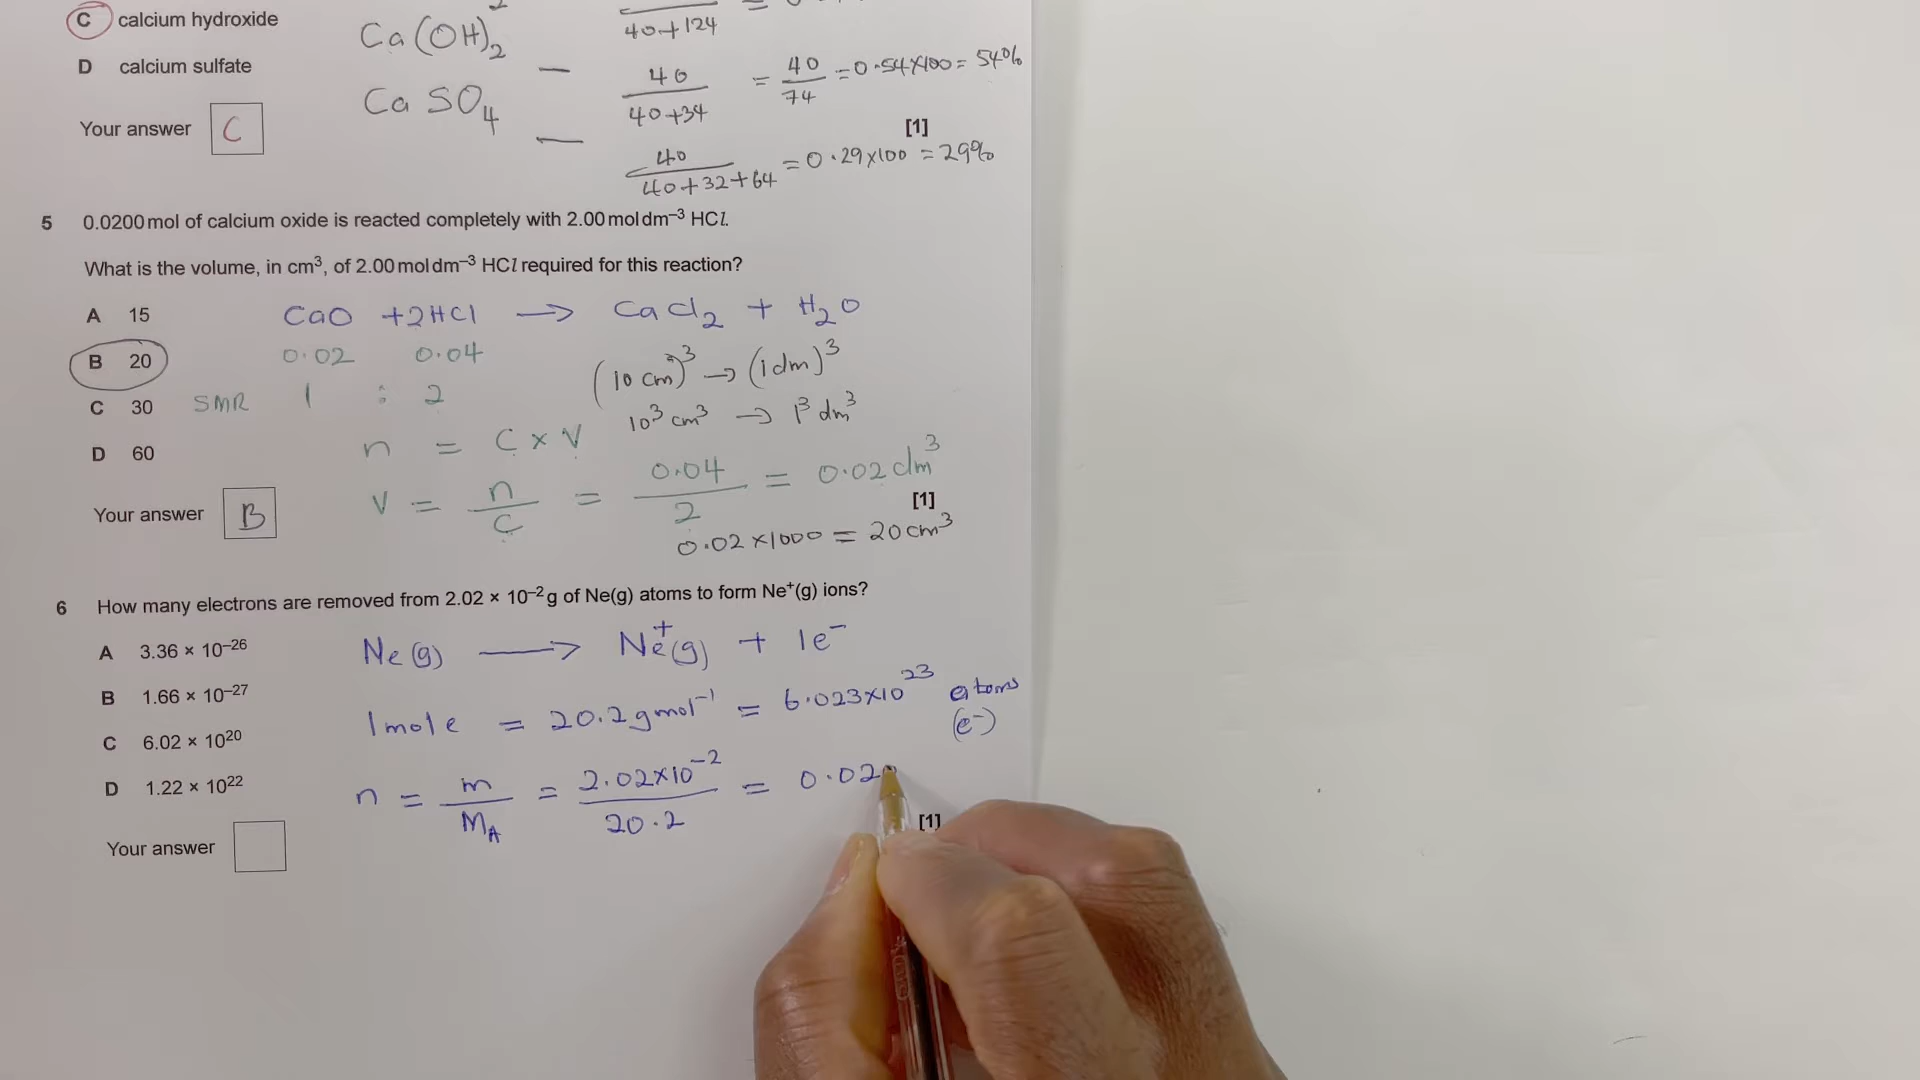 C calcium hydroxide Ca(OH)₂
40+124
D calcium sulfate CaSO₄
40/40+34 = 40/74 = 0.54×100 = 54%
Your answer C
[1]
40/40+32+64 = 0.29×100 = 29%
5 0.0200 mol of calcium oxide is reacted completely with 2.00 mol dm⁻³ HCl.
What is the volume, in cm³, of 2.00 mol dm⁻³ HCl required for this reaction?
A 15 CaO + 2HCl → CaCl₂ + H₂O
B 20 0.02 0.04 (10 cm)³ → (1dm)³
C 30 SMR 1 : 2 10³ cm³ → 1³ dm³
D 60 n = C × V
Your answer B V = n/C = 0.04/2 = 0.02 dm³
[1]
0.02 × 1000 = 20 cm³
6 How many electrons are removed from 2.02 × 10⁻² g of Ne(g) atoms to form Ne⁺(g) ions?
A 3.36 × 10⁻²⁶ Ne(g) → Ne⁺(g) + 1e⁻
B 1.66 × 10⁻²⁷ 1 mole = 20.2 gmol⁻¹ = 6.023×10²³ atoms
(e⁻)
C 6.02 × 10²⁰
D 1.22 × 10²² n = m/MA = 2.02×10⁻²/20.2 = 0.02
[1]
Your answer